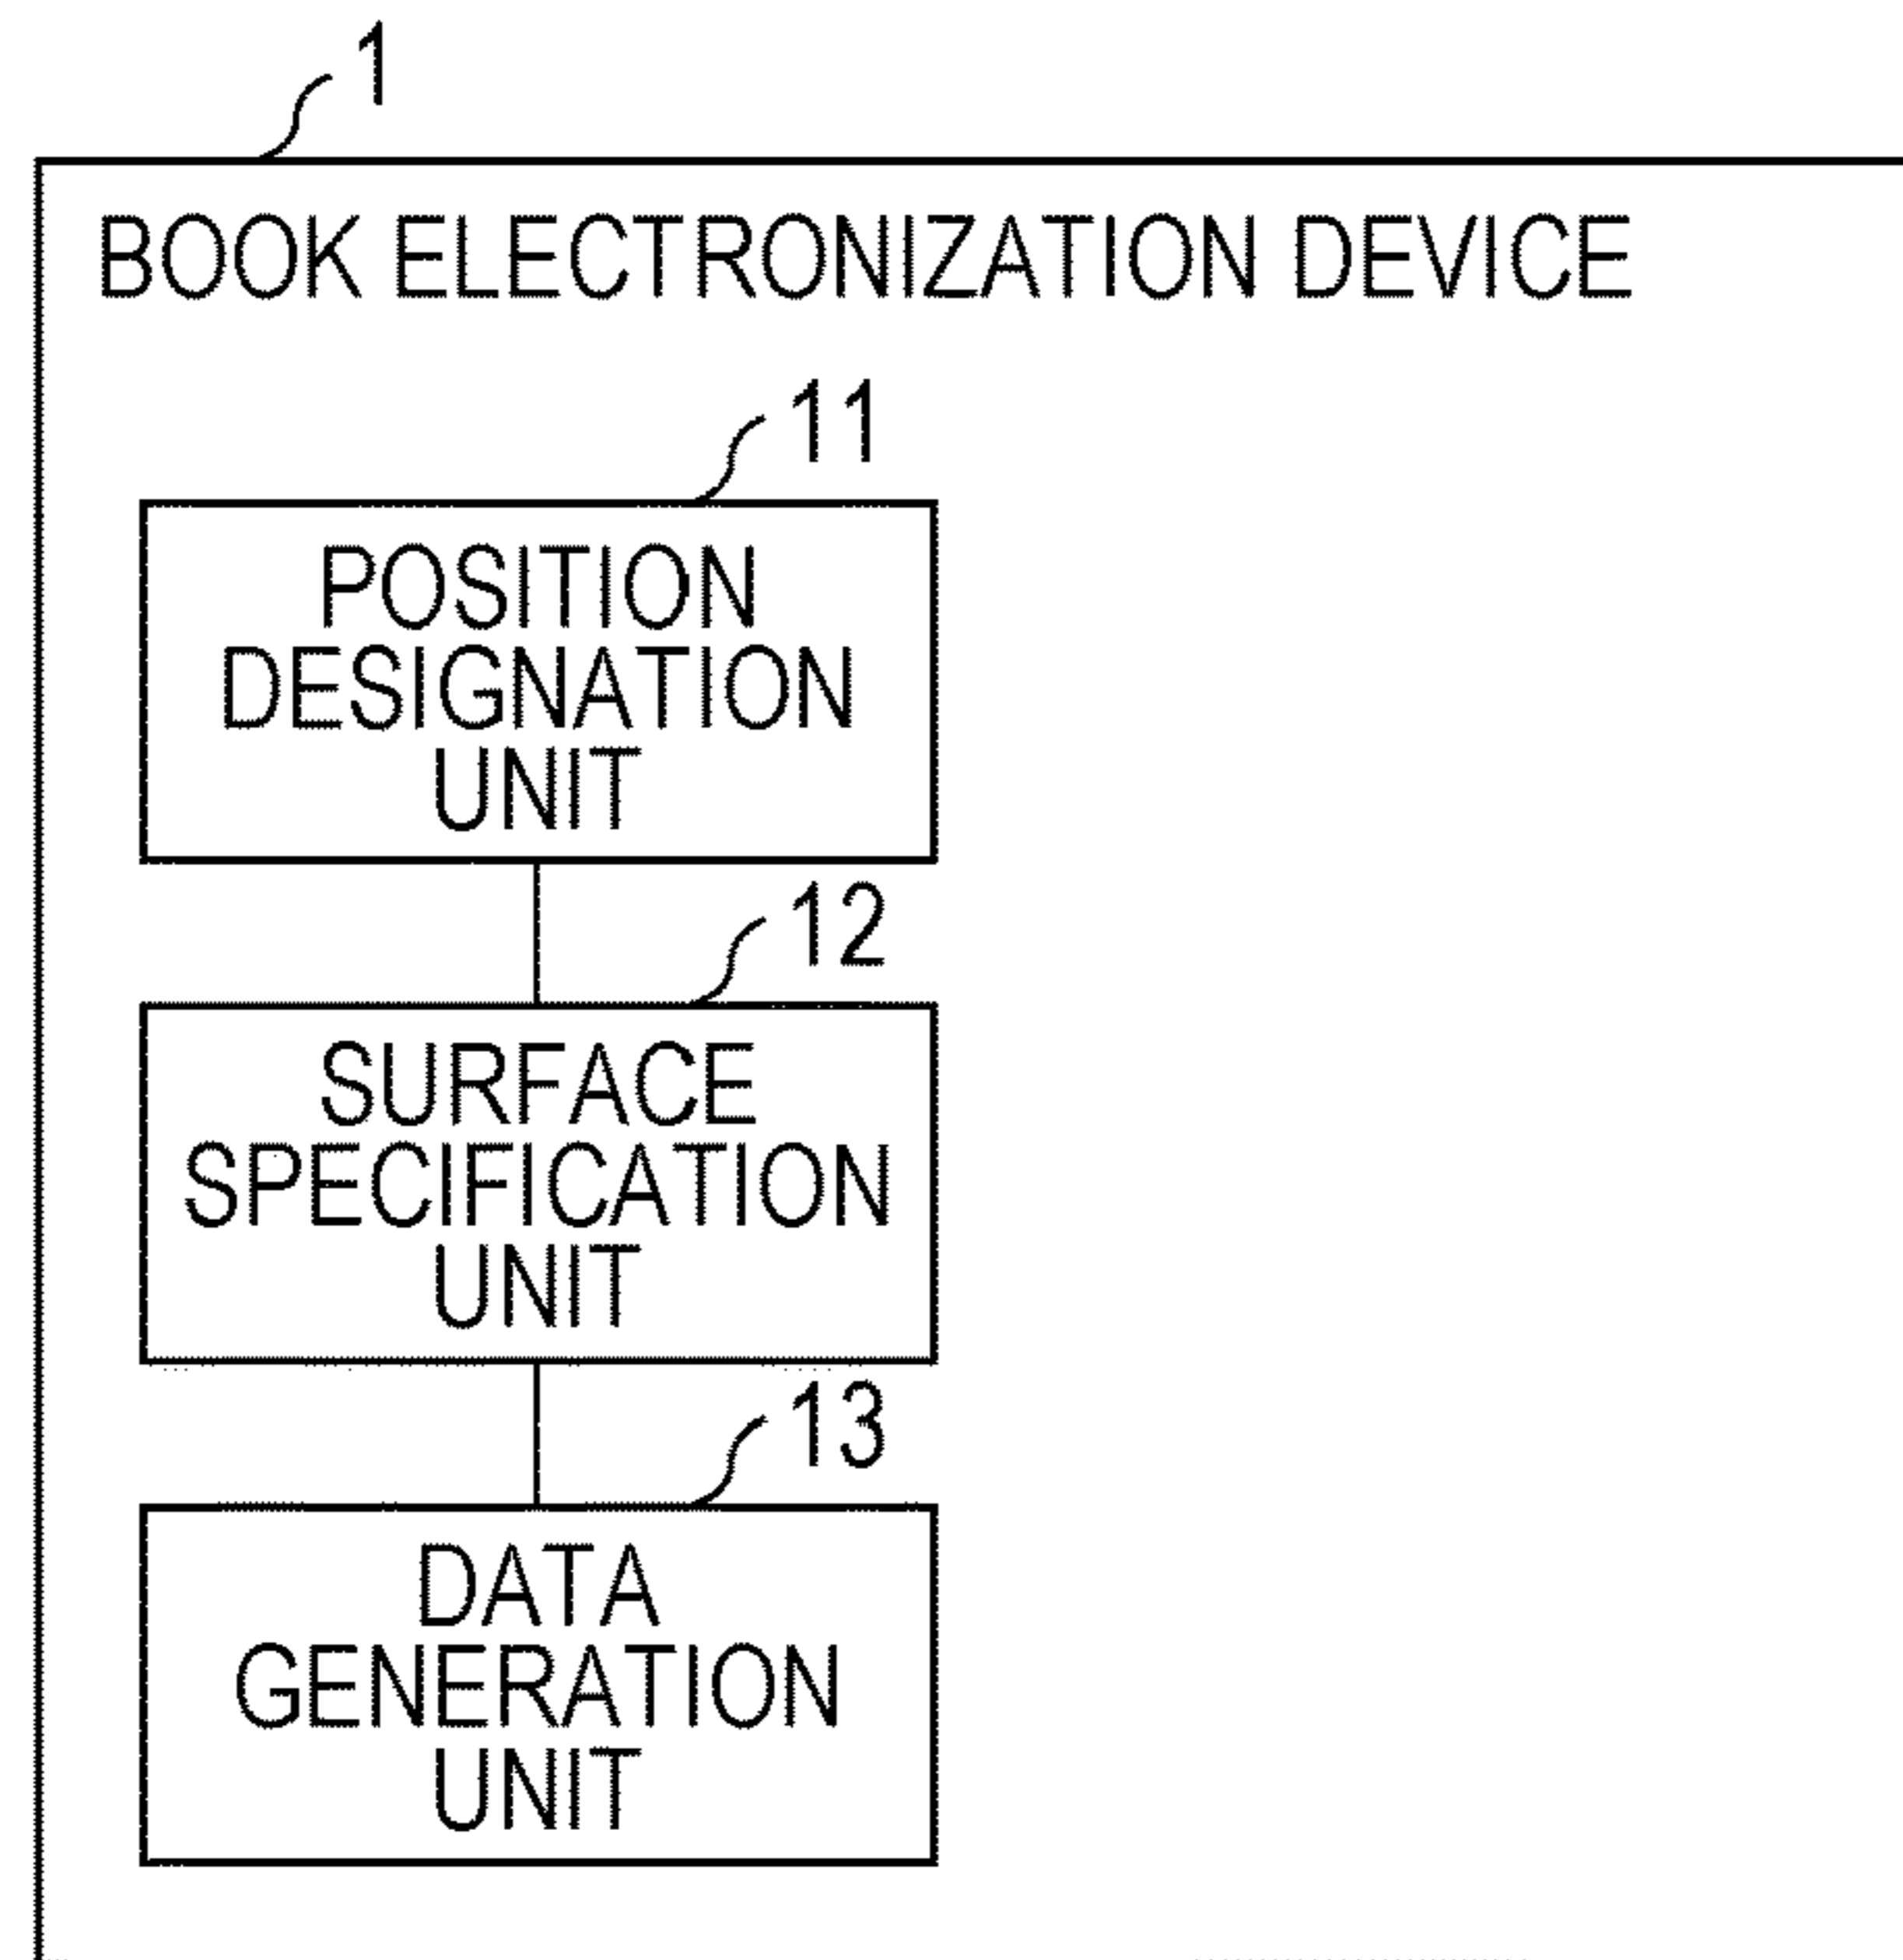 1
BOOK ELECTRONIZATION DEVICE
11
POSITION
DESIGNATION
UNIT
12
SURFACE
SPECIFICATION
UNIT
13
DATA
GENERATION
UNIT